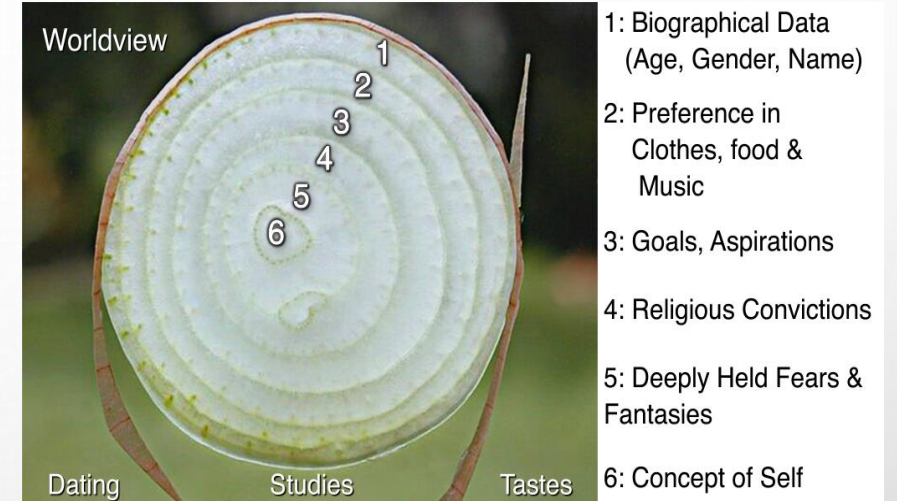 Worldview
1
2
3
4
5
6
Dating
Studies
Tastes
1: Biographical Data
(Age, Gender, Name)
2: Preference in
Clothes, food &
Music
3: Goals, Aspirations
4: Religious Convictions
5: Deeply Held Fears &
Fantasies
6: Concept of Self